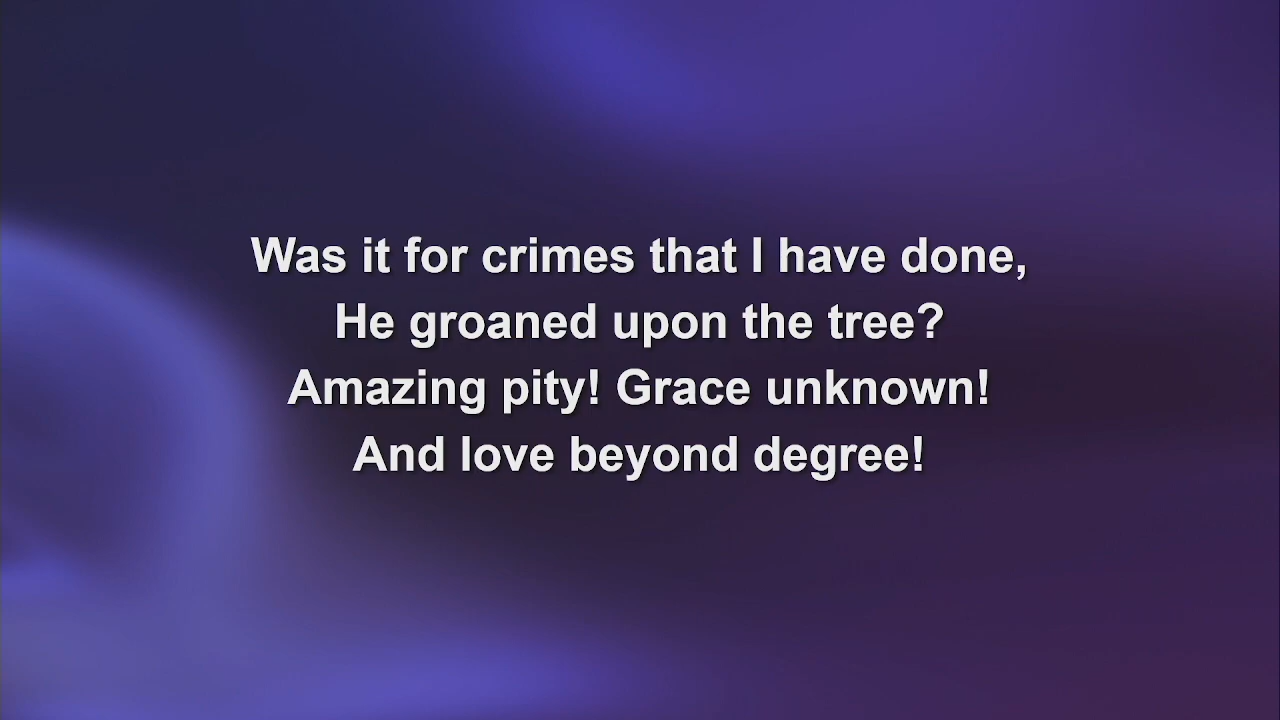 Was it for crimes that I have done,
He groaned upon the tree?
Amazing pity! Grace unknown!
And love beyond degree!